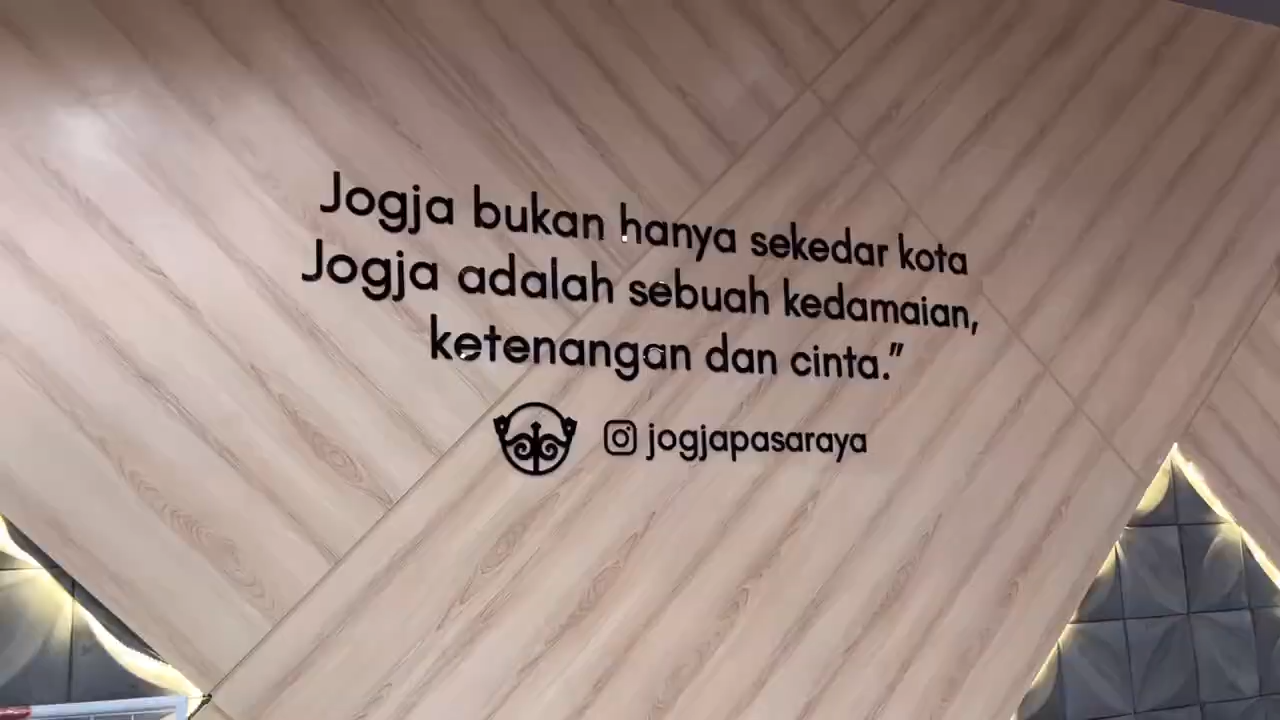 Jogja bukan hanya sekedar kota
Jogja adalah sebuah kedamaian,
ketenangan dan cinta.”
jogjapasaraya